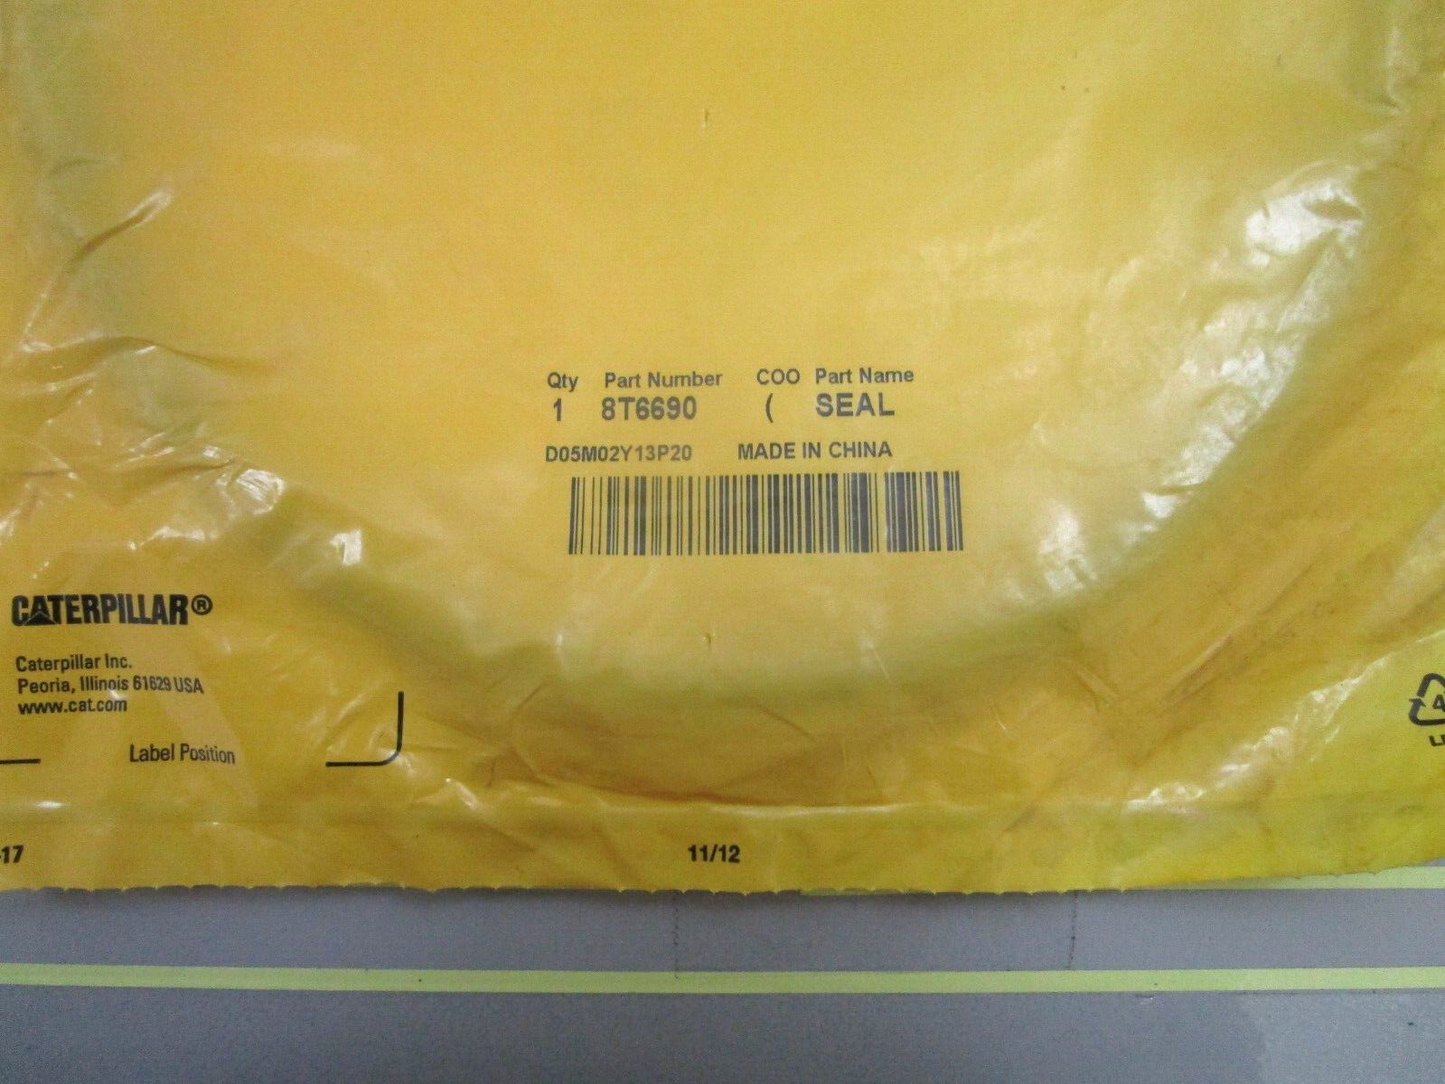 Qty Part Number COO Part Name
1 8T6690 ( SEAL
D05M02Y13P20 MADE IN CHINA
CATERPILLAR®
Caterpillar Inc.
Peoria, Illinois 61629 USA
www.cat.com
Label Position
4
-17 11/12